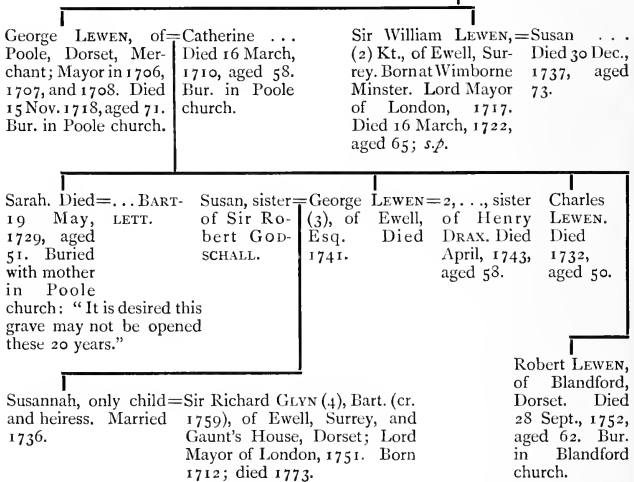 George LEWEN, of=Catherine ...
Poole, Dorset, Mer-
chant; Mayor in 1706,
1707, and 1708. Died
15 Nov. 1718, aged 71.
Bur. in Poole church.
Died 16 March,
1710, aged 58.
Bur. in Poole
church.
Sir William LEWEN,=Susan ...
(2) Kt., of Ewell, Sur-
rey. Born at Wimborne
Minster. Lord Mayor
of London, 1717.
Died 16 March, 1722,
aged 65; s.p.
Died 30 Dec.,
1737, aged
73.
Sarah. Died=... BART-
19 May,
1729, aged
51. Buried
with mother
in Poole
church: “It is desired this
grave may not be opened
these 20 years.”
LETT.
Susan, sister=George LEWEN=2, ..., sister
of Sir Ro-
bert GOD-
SCHALL.
(3), of Ewell,
Esq. Died
1741.
of Henry
DRAX. Died
April, 1743,
aged 58.
Charles
LEWEN.
Died
1732,
aged 50.
Robert LEWEN,
of Blandford,
Dorset. Died
28 Sept., 1752,
aged 62. Bur.
in Blandford
church.
Susannah, only child=Sir Richard GLYN (4), Bart. (cr.
and heiress. Married
1736.
1759), of Ewell, Surrey, and
Gaunt's House, Dorset; Lord
Mayor of London, 1751. Born
1712; died 1773.